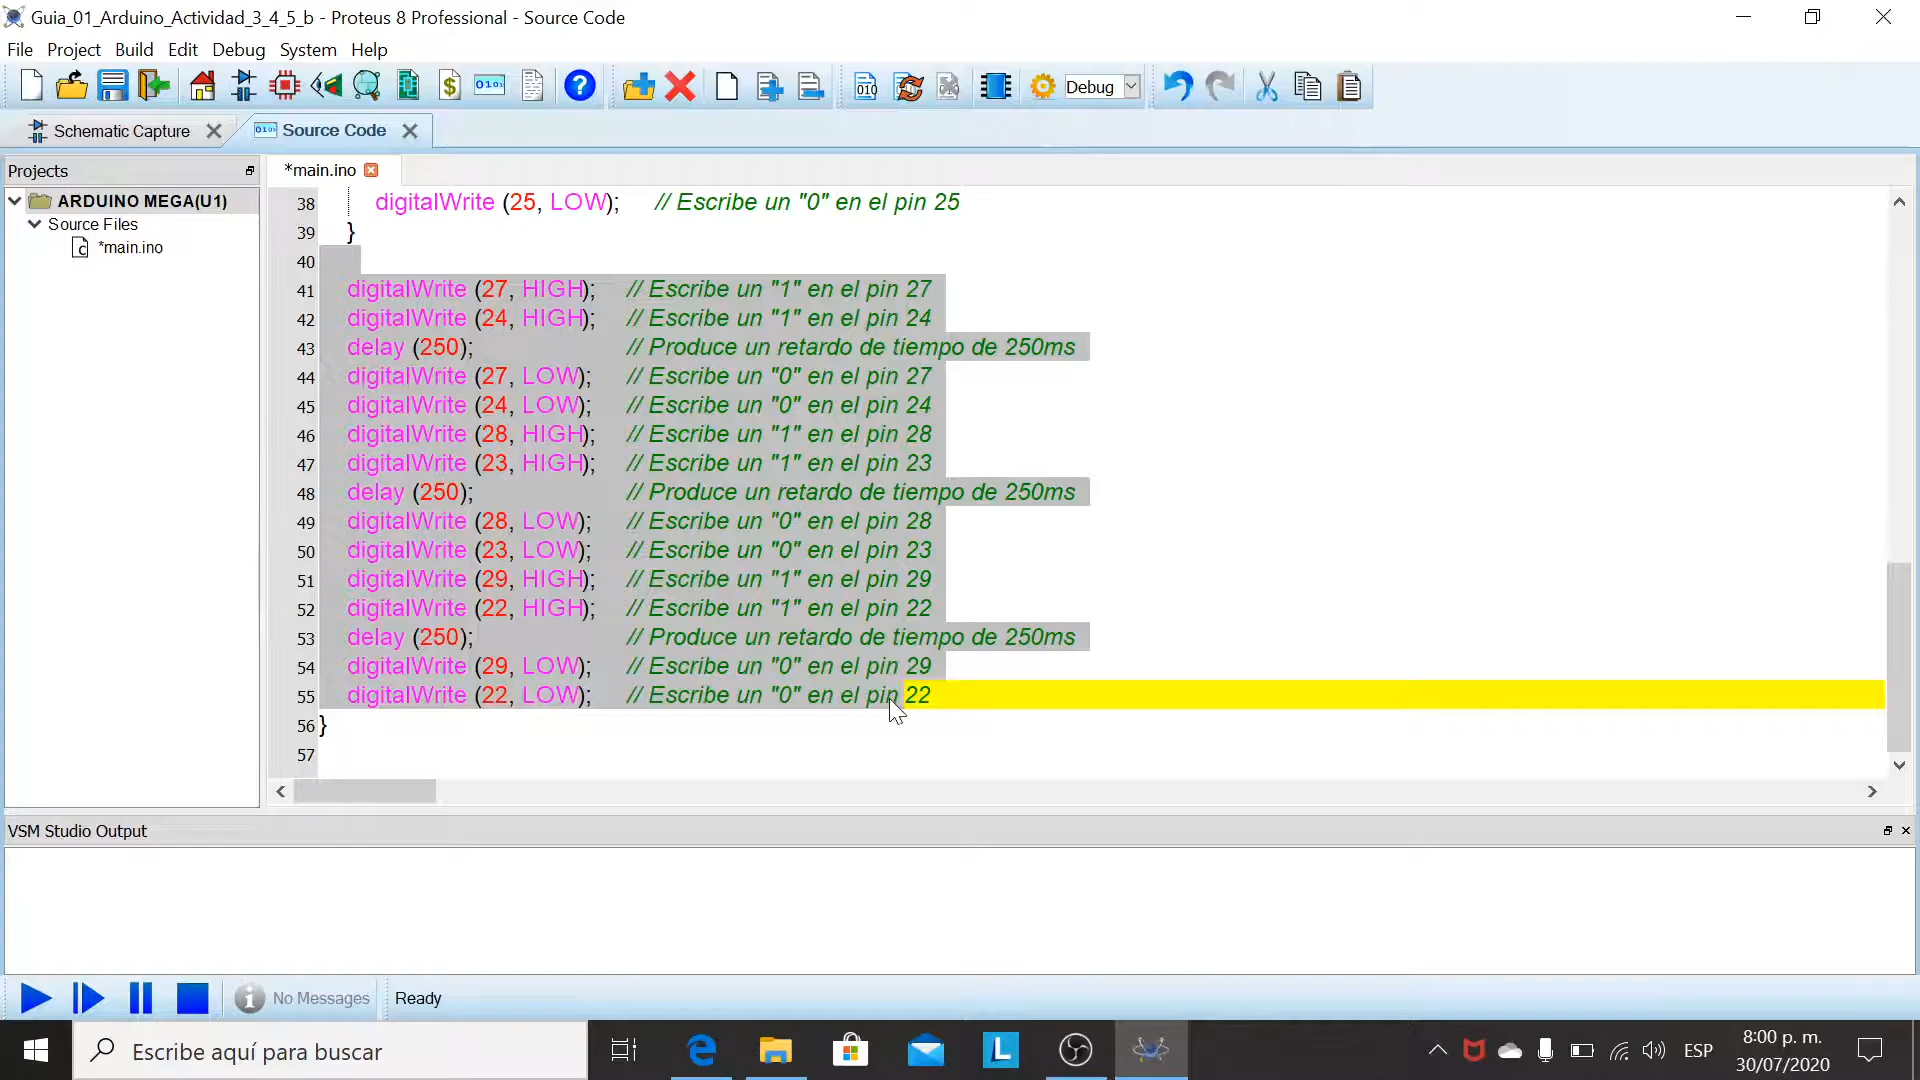 Guia_01_Arduino_Actividad_3_4_5_b - Proteus 8 Professional - Source Code
File Project Build Edit Debug System Help
Debug
Schematic Capture
Source Code
Projects
*main.ino
ARDUINO MEGA(U1)
Source Files
*main.ino
38 digitalWrite (25, LOW); // Escribe un "0" en el pin 25
39 }
40
41 digitalWrite (27, HIGH); // Escribe un "1" en el pin 27
42 digitalWrite (24, HIGH); // Escribe un "1" en el pin 24
43 delay (250); // Produce un retardo de tiempo de 250ms
44 digitalWrite (27, LOW); // Escribe un "0" en el pin 27
45 digitalWrite (24, LOW); // Escribe un "0" en el pin 24
46 digitalWrite (28, HIGH); // Escribe un "1" en el pin 28
47 digitalWrite (23, HIGH); // Escribe un "1" en el pin 23
48 delay (250); // Produce un retardo de tiempo de 250ms
49 digitalWrite (28, LOW); // Escribe un "0" en el pin 28
50 digitalWrite (23, LOW); // Escribe un "0" en el pin 23
51 digitalWrite (29, HIGH); // Escribe un "1" en el pin 29
52 digitalWrite (22, HIGH); // Escribe un "1" en el pin 22
53 delay (250); // Produce un retardo de tiempo de 250ms
54 digitalWrite (29, LOW); // Escribe un "0" en el pin 29
55 digitalWrite (22, LOW); // Escribe un "0" en el pin 22
56 }
57
VSM Studio Output
No Messages
Ready
Escribe aquí para buscar
ESP
8:00 p. m.
30/07/2020